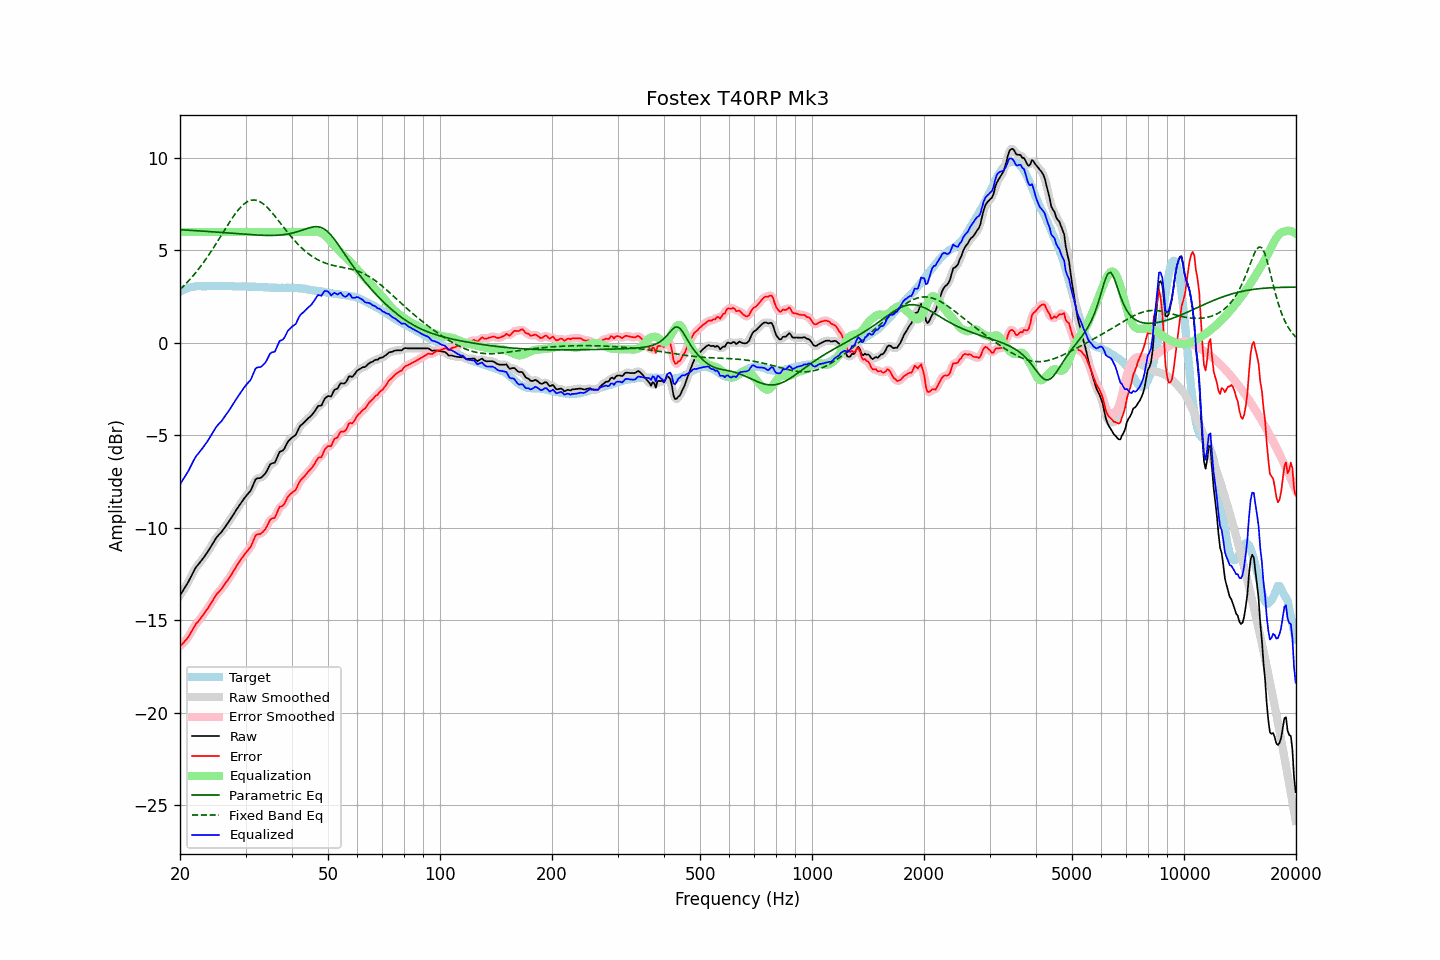 Fostex T40RP Mk3
Amplitude (dBr)
10
5
0
−5
−10
−15
−20
−25
Target
Raw Smoothed
Error Smoothed
Raw
Error
Equalization
Parametric Eq
Fixed Band Eq
Equalized
20 50 100 200 500 1000 2000 5000 10000 20000
Frequency (Hz)